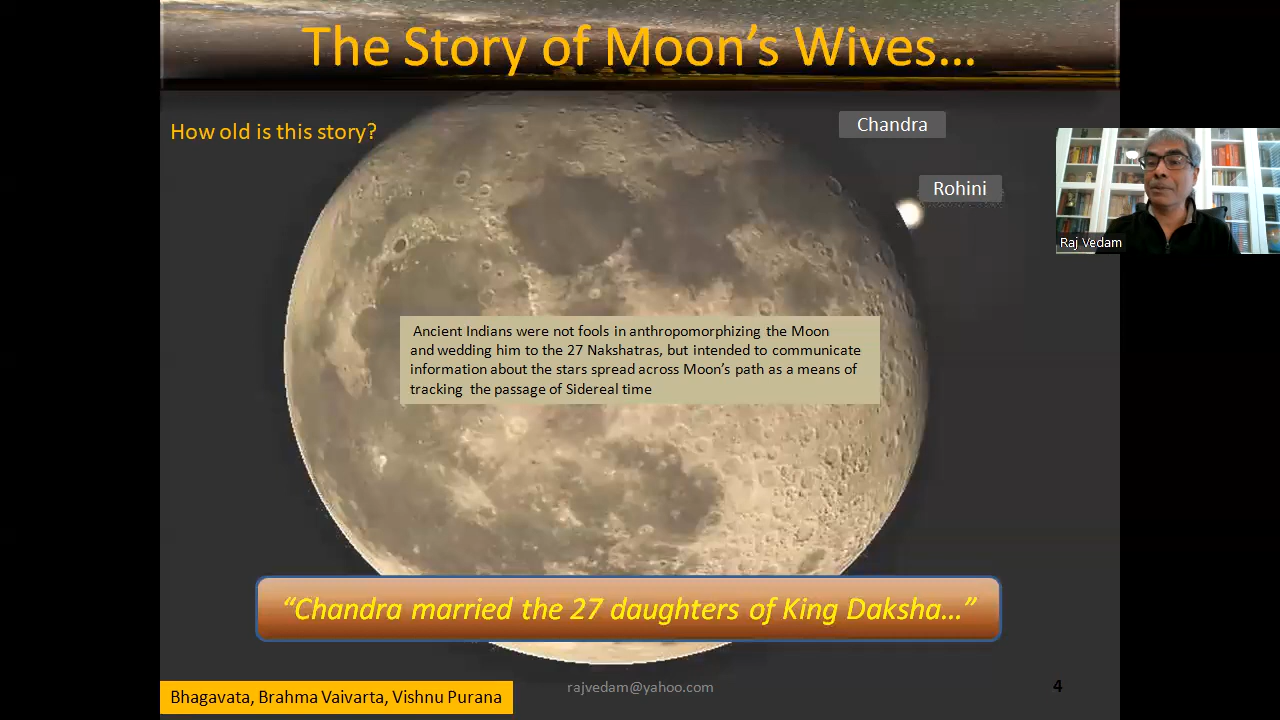 The Story of Moon's Wives…
How old is this story?
Chandra
Rohini
Raj Vedam
Ancient Indians were not fools in anthropomorphizing the Moon
and wedding him to the 27 Nakshatras, but intended to communicate
information about the stars spread across Moon's path as a means of
tracking the passage of Sidereal time
"Chandra married the 27 daughters of King Daksha…"
Bhagavata, Brahma Vaivarta, Vishnu Purana
rajvedam@yahoo.com
4